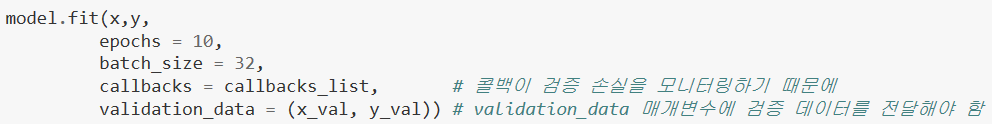 model.fit(x,y,
epochs = 10,
batch_size = 32,
callbacks = callbacks_list, # 콜백이 검증 손실을 모니터링하기 때문에
validation_data = (x_val, y_val)) # validation_data 매개변수에 검증 데이터를 전달해야 함